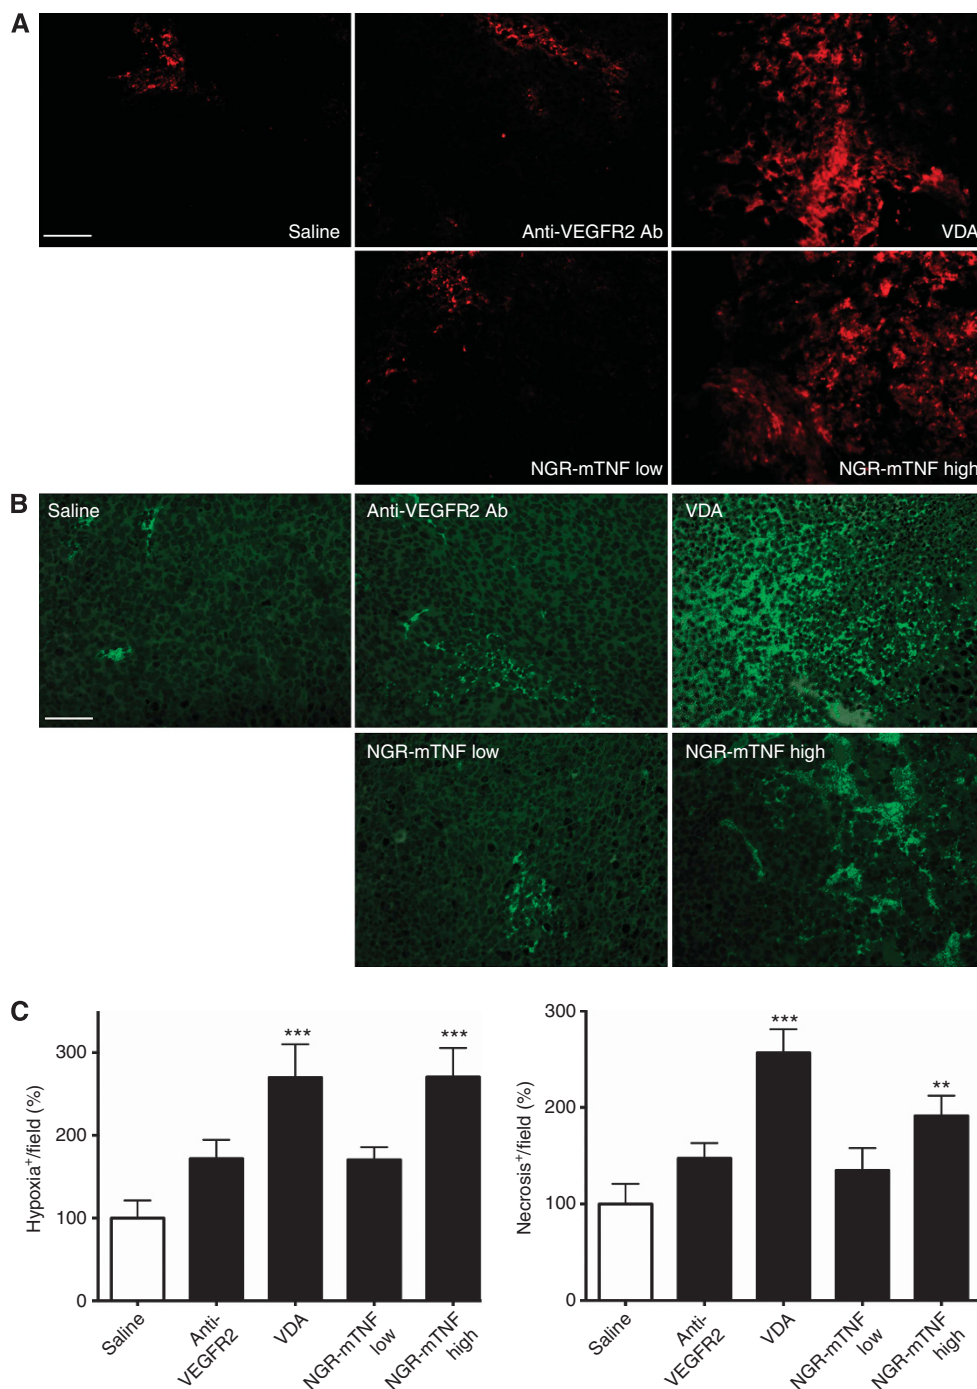 A
Saline
Anti-VEGFR2 Ab
VDA
NGR-mTNF low
NGR-mTNF high
B
Saline
Anti-VEGFR2 Ab
VDA
NGR-mTNF low
NGR-mTNF high
C
Hypoxia⁺/field (%)
300
200
100
0
***
***
Saline
Anti-
VEGFR2
VDA
NGR-mTNF
low
NGR-mTNF
high
Necrosis⁺/field (%)
300
200
100
0
***
**
Saline
Anti-
VEGFR2
VDA
NGR-mTNF
low
NGR-mTNF
high